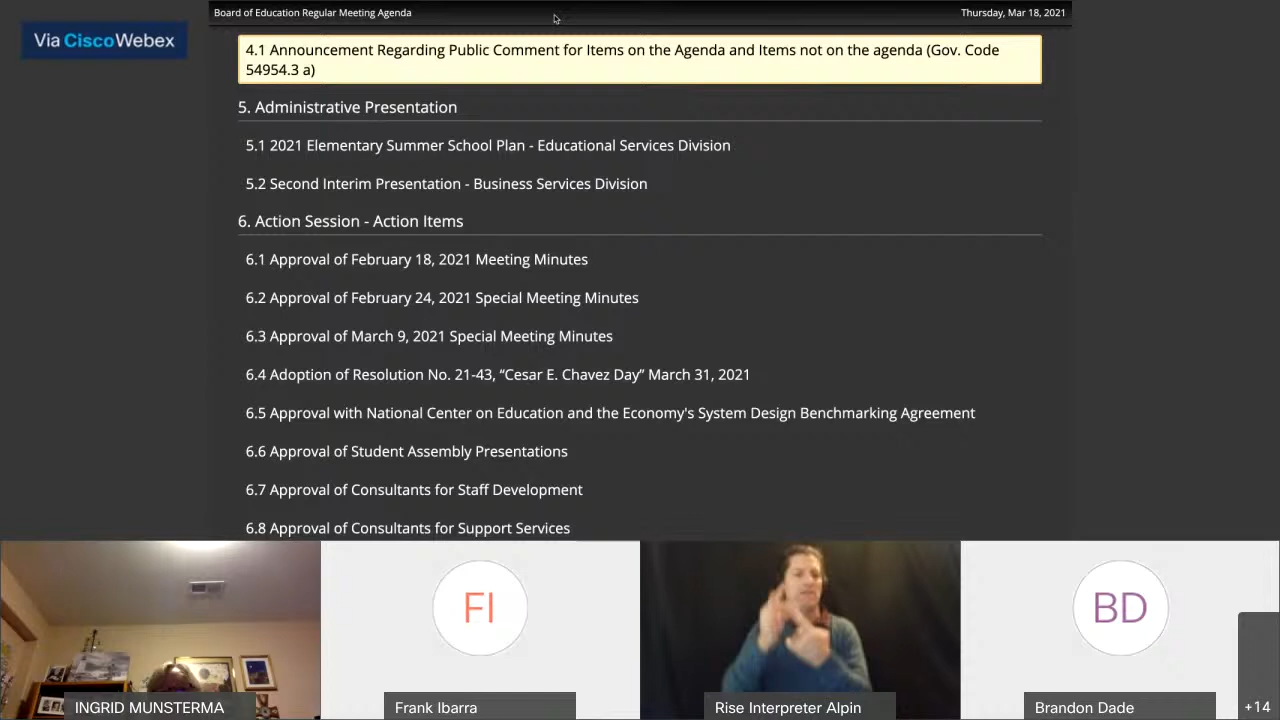 Board of Education Regular Meeting Agenda
Thursday, Mar 18, 2021
Via CiscoWebex
4.1 Announcement Regarding Public Comment for Items on the Agenda and Items not on the agenda (Gov. Code
54954.3 a)
5. Administrative Presentation
5.1 2021 Elementary Summer School Plan - Educational Services Division
5.2 Second Interim Presentation - Business Services Division
6. Action Session - Action Items
6.1 Approval of February 18, 2021 Meeting Minutes
6.2 Approval of February 24, 2021 Special Meeting Minutes
6.3 Approval of March 9, 2021 Special Meeting Minutes
6.4 Adoption of Resolution No. 21-43, “Cesar E. Chavez Day” March 31, 2021
6.5 Approval with National Center on Education and the Economy's System Design Benchmarking Agreement
6.6 Approval of Student Assembly Presentations
6.7 Approval of Consultants for Staff Development
6.8 Approval of Consultants for Support Services
FI
BD
INGRID MUNSTERMA
Frank Ibarra
Rise Interpreter Alpin
Brandon Dade
+14